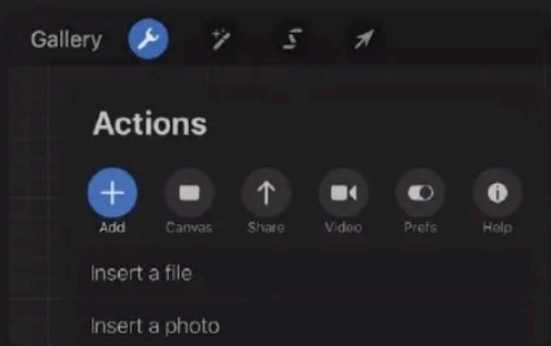 Gallery
Actions
Add Canvas Share Video Prefs Help
Insert a file
Insert a photo